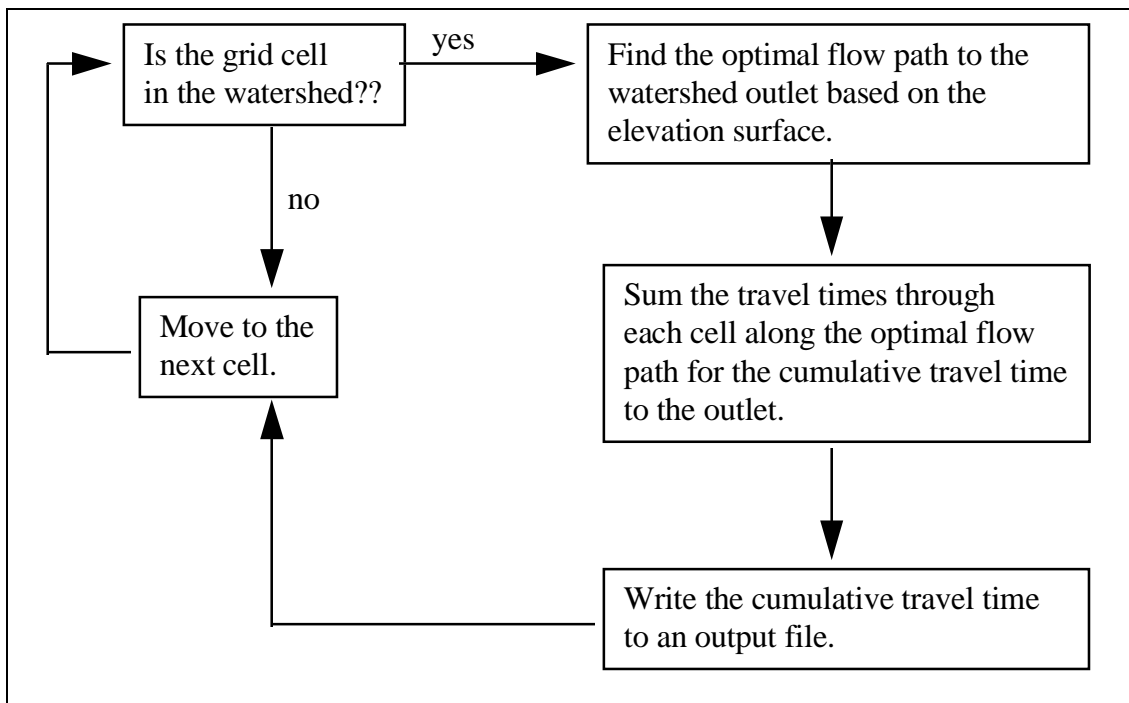 Is the grid cell
in the watershed??
yes
Find the optimal flow path to the
watershed outlet based on the
elevation surface.
no
Sum the travel times through
each cell along the optimal flow
path for the cumulative travel time
to the outlet.
Move to the
next cell.
Write the cumulative travel time
to an output file.